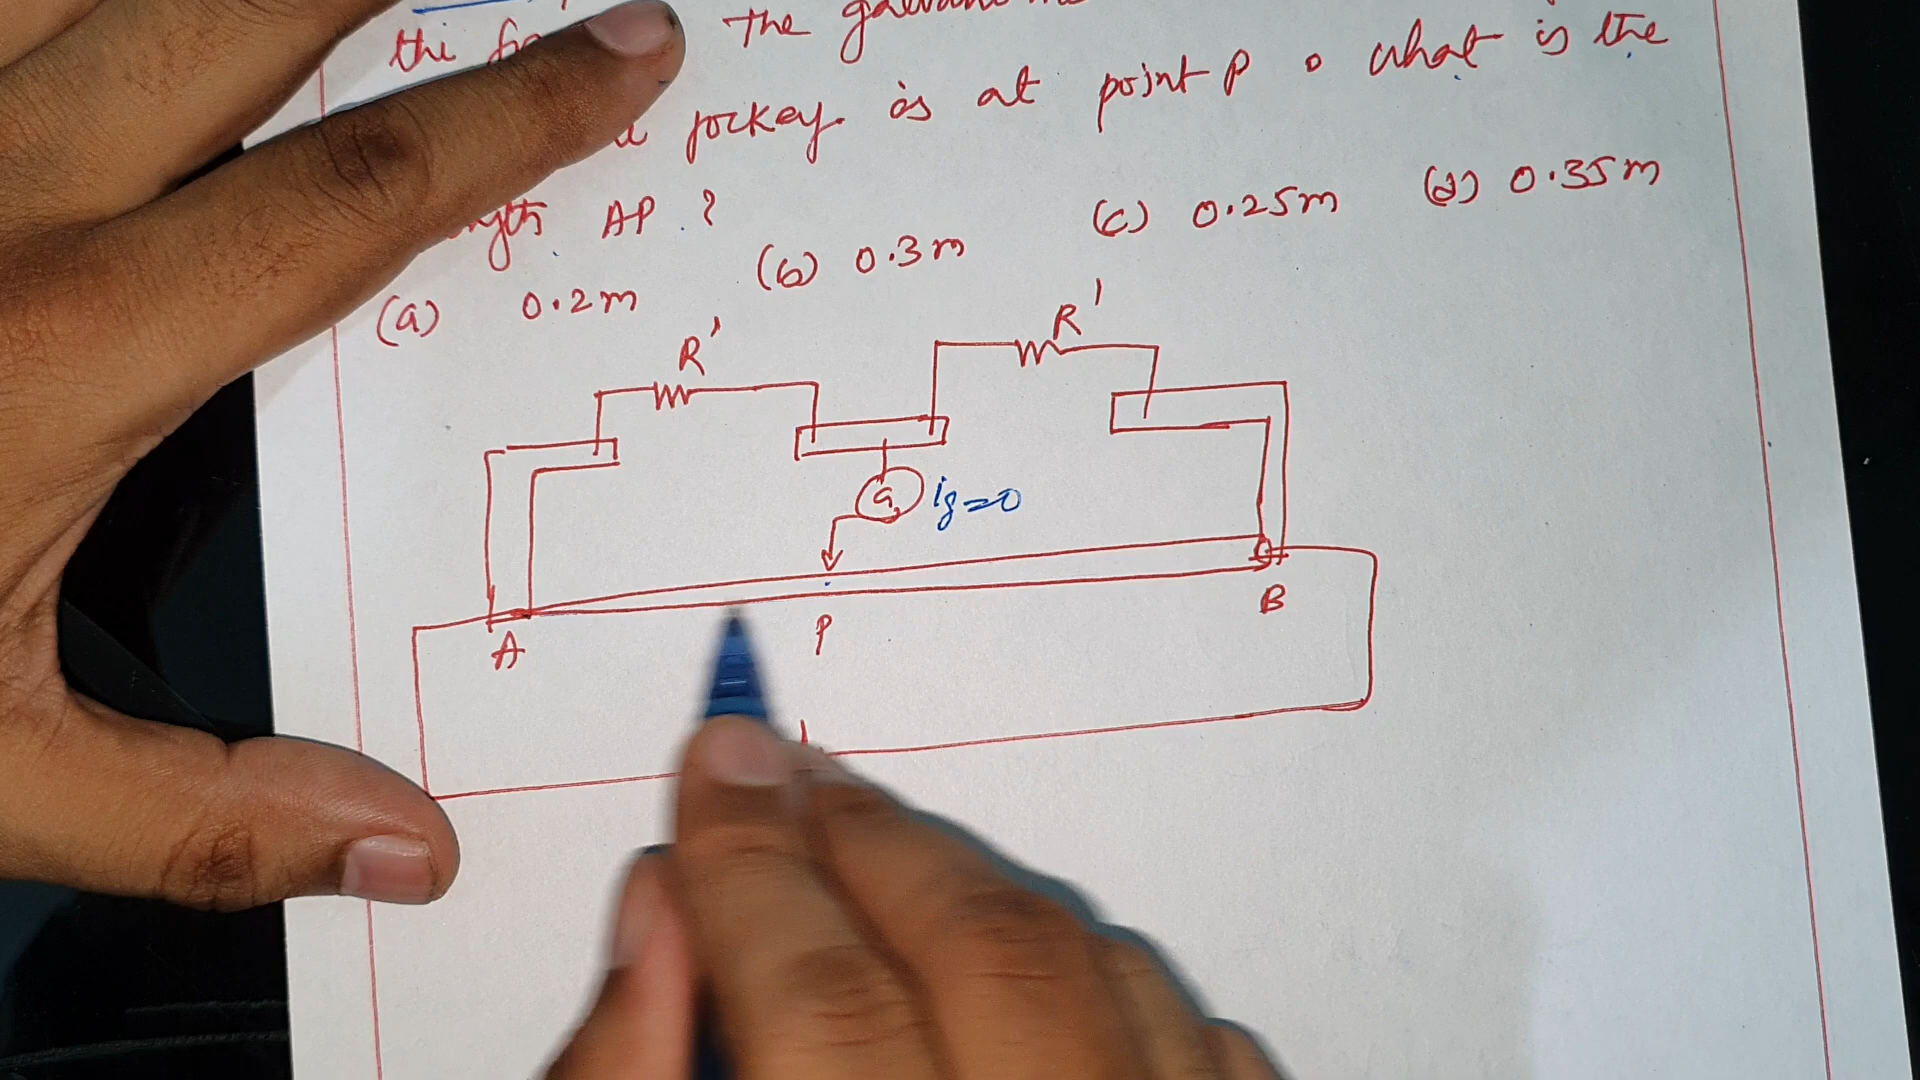 the The
jockey. is at point P. what is the
AP. ?
(a) 0.2m (b) 0.3m (c) 0.25m (d) 0.35m
R' R'
G ig=0
A P B